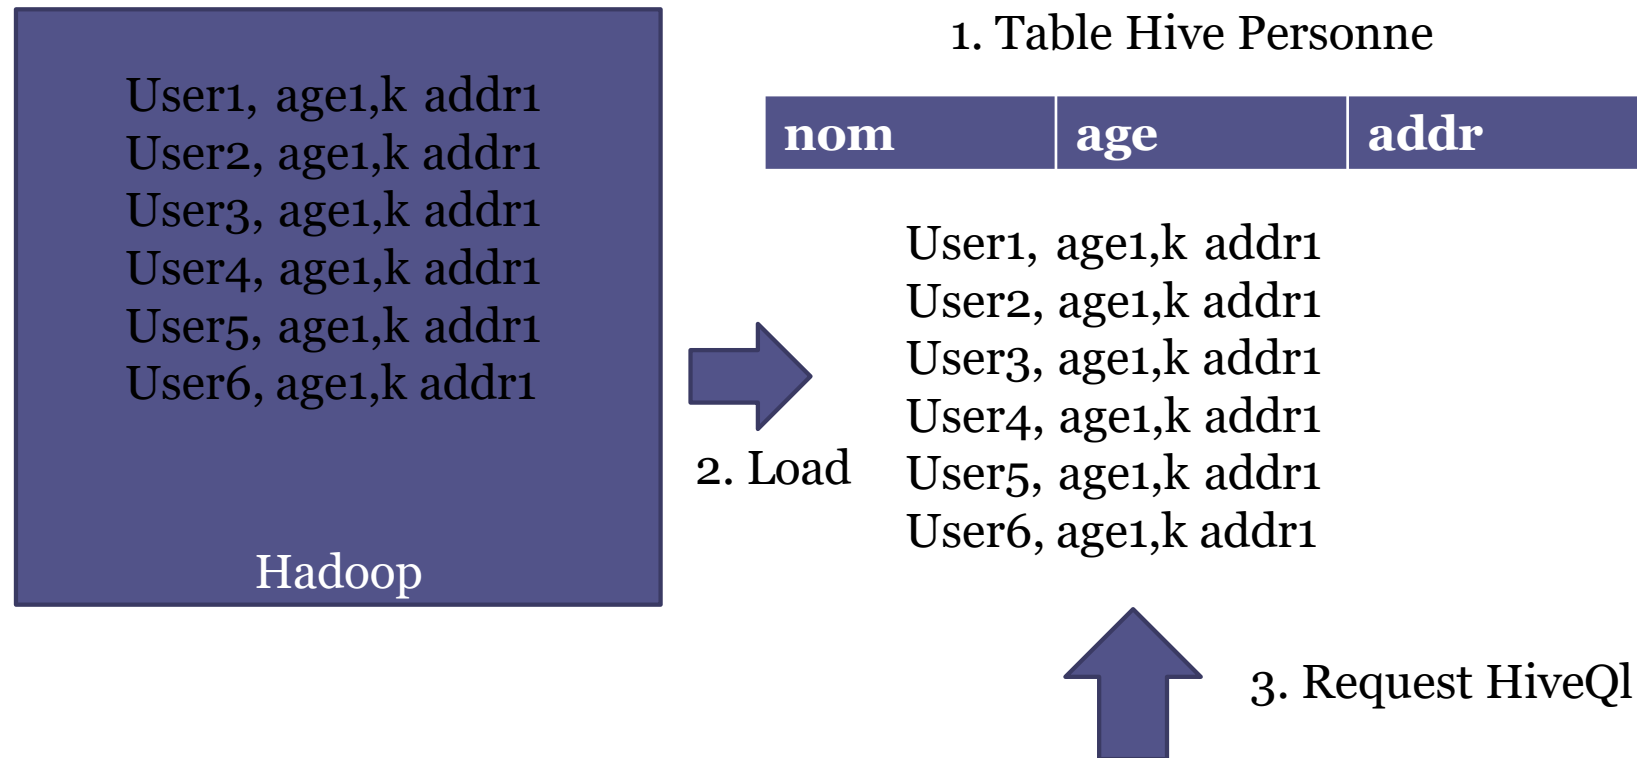 User1, age1,k addr1
User2, age1,k addr1
User3, age1,k addr1
User4, age1,k addr1
User5, age1,k addr1
User6, age1,k addr1
Hadoop
1. Table Hive Personne
nom age addr
2. Load
User1, age1,k addr1
User2, age1,k addr1
User3, age1,k addr1
User4, age1,k addr1
User5, age1,k addr1
User6, age1,k addr1
3. Request HiveQl